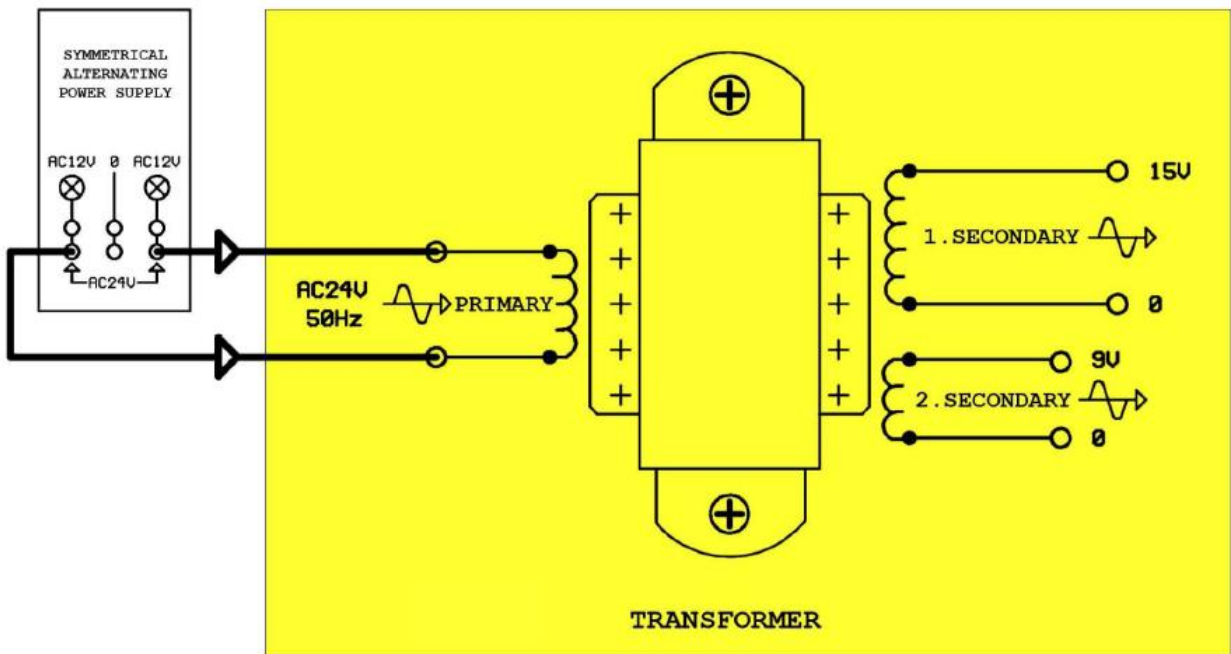 SYMMETRICAL
ALTERNATING
POWER SUPPLY
AC12V 0 AC12V
AC24V
AC24V
50Hz
PRIMARY
15V
1.SECONDARY
0
9V
2.SECONDARY
0
TRANSFORMER